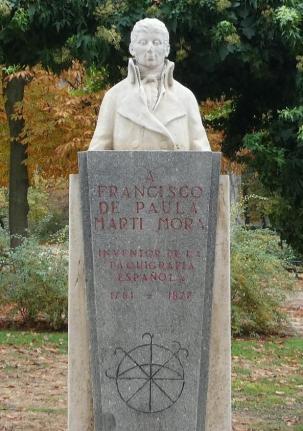 A
FRANCISCO
DE PAULA
MARTI MORA
INVENTOR DE LA
TAQUIGRAFIA
ESPAÑOLA
1761 1827